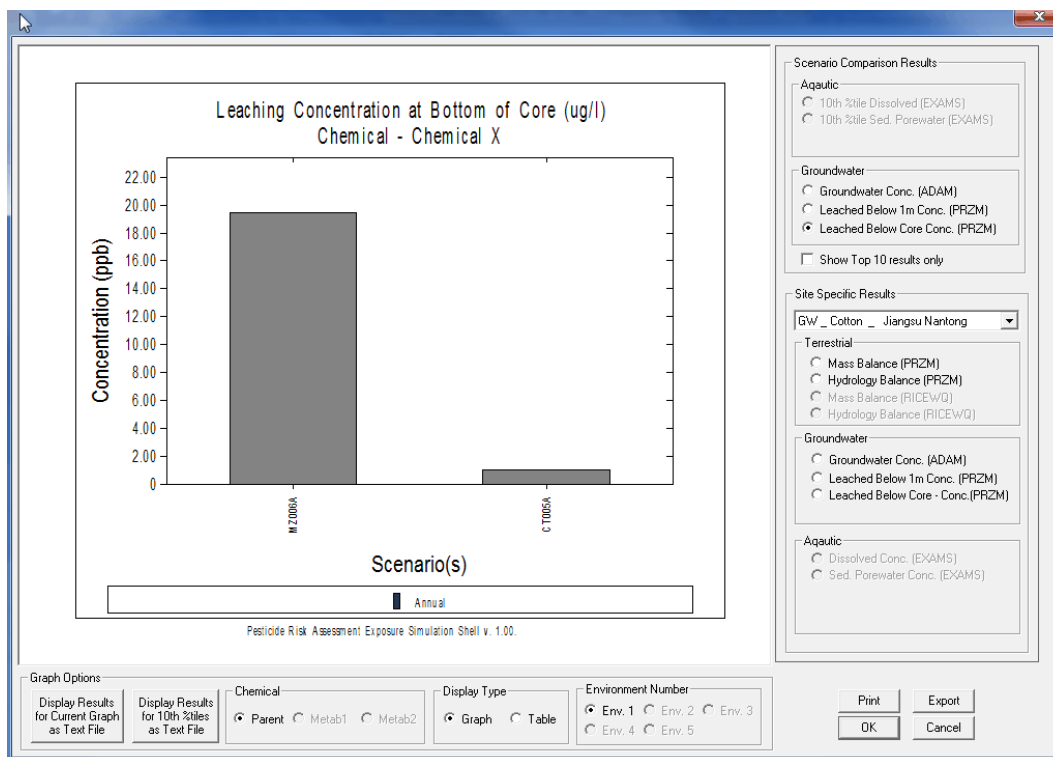 Leaching Concentration at Bottom of Core (ug/l)
Chemical - Chemical X
Concentration (ppb)
22.00
20.00
18.00
16.00
14.00
12.00
10.00
8.00
6.00
4.00
2.00
0
MZ006A
CT005A
Scenario(s)
Annual
Pesticide Risk Assessment Exposure Simulation Shell v. 1.00.
Scenario Comparison Results
Aqautic
10th %tile Dissolved (EXAMS)
10th %tile Sed. Porewater (EXAMS)
Groundwater
Groundwater Conc. (ADAM)
Leached Below 1m Conc. (PRZM)
Leached Below Core Conc. (PRZM)
Show Top 10 results only
Site Specific Results
GW _ Cotton _ Jiangsu Nantong
Terrestrial
Mass Balance (PRZM)
Hydrology Balance (PRZM)
Mass Balance (RICEWQ)
Hydrology Balance (RICEWQ)
Groundwater
Groundwater Conc. (ADAM)
Leached Below 1m Conc. (PRZM)
Leached Below Core - Conc.(PRZM)
Aqautic
Dissolved Conc. (EXAMS)
Sed. Porewater Conc. (EXAMS)
Graph Options
Display Results
for Current Graph
as Text File
Display Results
for 10th %tiles
as Text File
Chemical
Parent Metab1 Metab2
Display Type
Graph Table
Environment Number
Env. 1 Env. 2 Env. 3
Env. 4 Env. 5
Print Export
OK Cancel